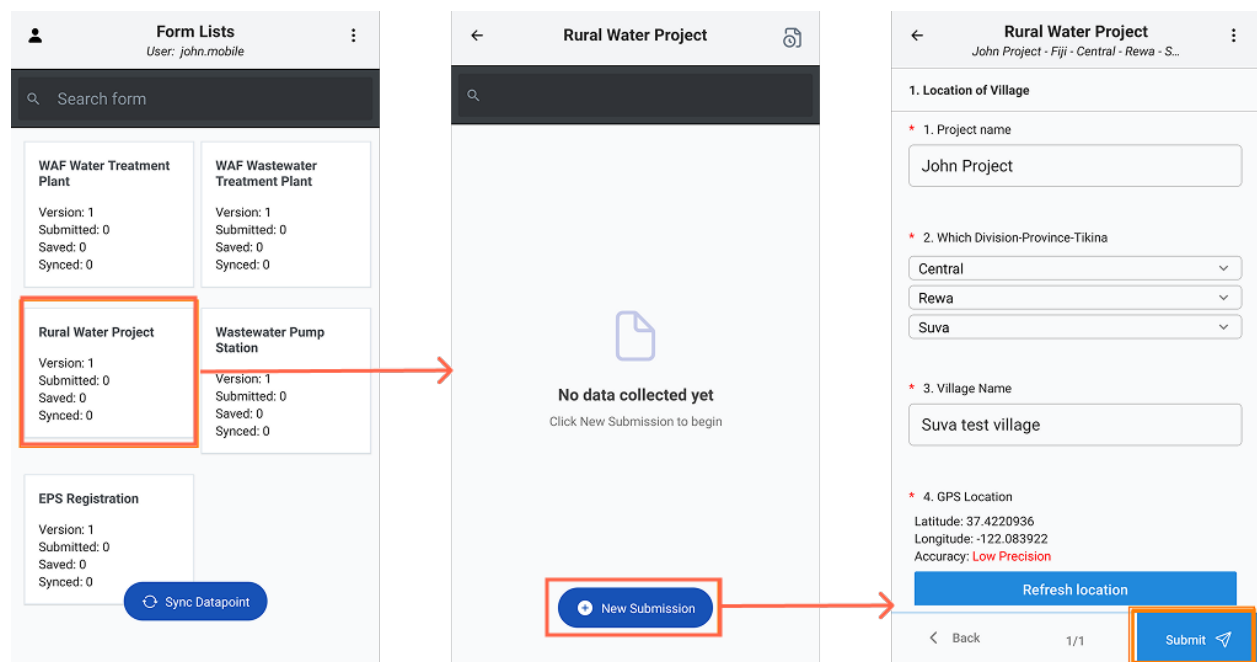 Form Lists
User: john.mobile
Search form
WAF Water Treatment
Plant
Version: 1
Submitted: 0
Saved: 0
Synced: 0
WAF Wastewater
Treatment Plant
Version: 1
Submitted: 0
Saved: 0
Synced: 0
Rural Water Project
Version: 1
Submitted: 0
Saved: 0
Synced: 0
Wastewater Pump
Station
Version: 1
Submitted: 0
Saved: 0
Synced: 0
EPS Registration
Version: 1
Submitted: 0
Saved: 0
Synced: 0
Sync Datapoint
Rural Water Project
No data collected yet
Click New Submission to begin
New Submission
Rural Water Project
John Project - Fiji - Central - Rewa - S...
1. Location of Village
* 1. Project name
John Project
* 2. Which Division-Province-Tikina
Central
Rewa
Suva
* 3. Village Name
Suva test village
* 4. GPS Location
Latitude: 37.4220936
Longitude: -122.083922
Accuracy: Low Precision
Refresh location
Back
1/1
Submit